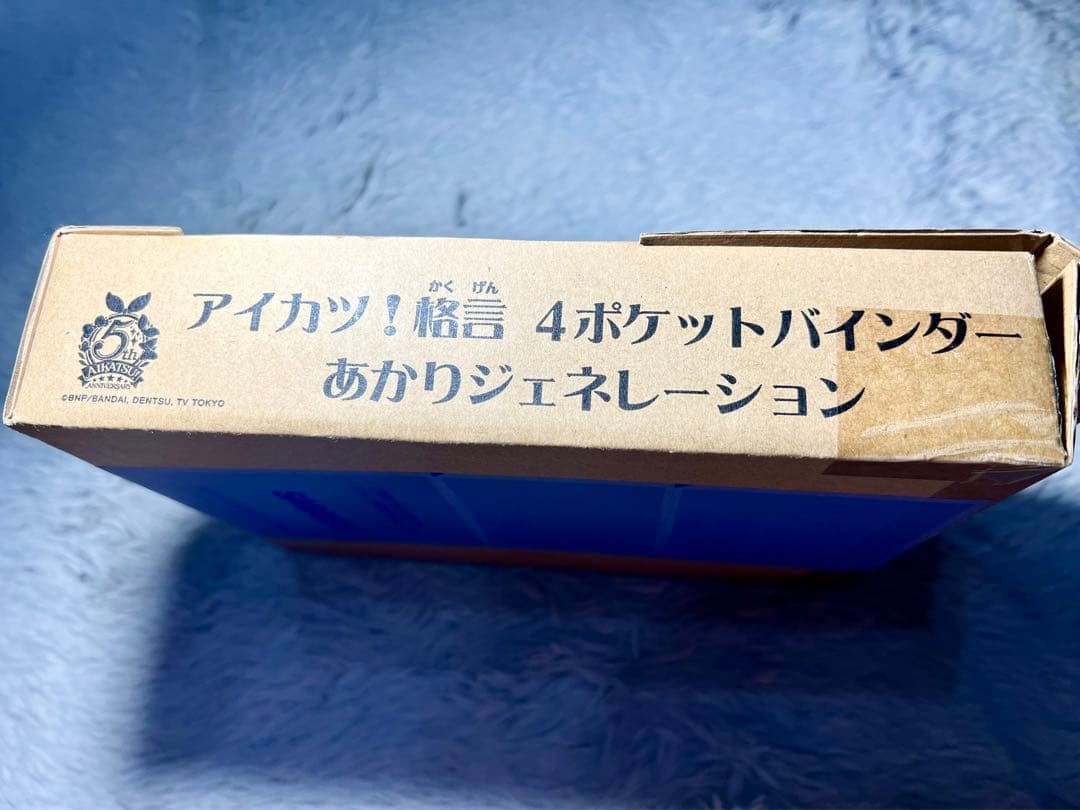 アイカツ！格言 4ポケットバインダー
かく げん
あかりジェネレーション
5th
AIKATSU!
ANNIVERSARY
©BNP/BANDAI, DENTSU, TV TOKYO